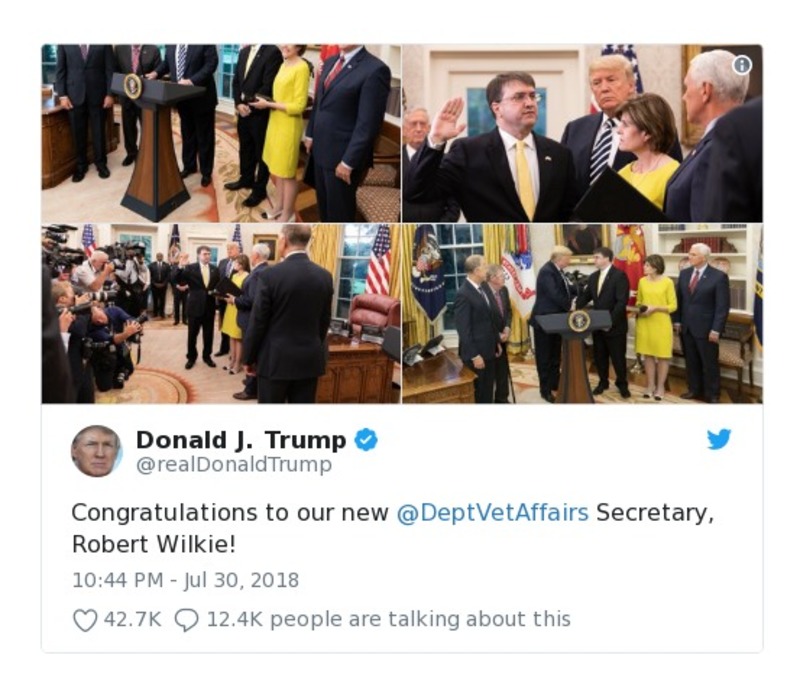 Donald J. Trump
@realDonaldTrump
Congratulations to our new @DeptVetAffairs Secretary,
Robert Wilkie!
10:44 PM - Jul 30, 2018
42.7K 12.4K people are talking about this